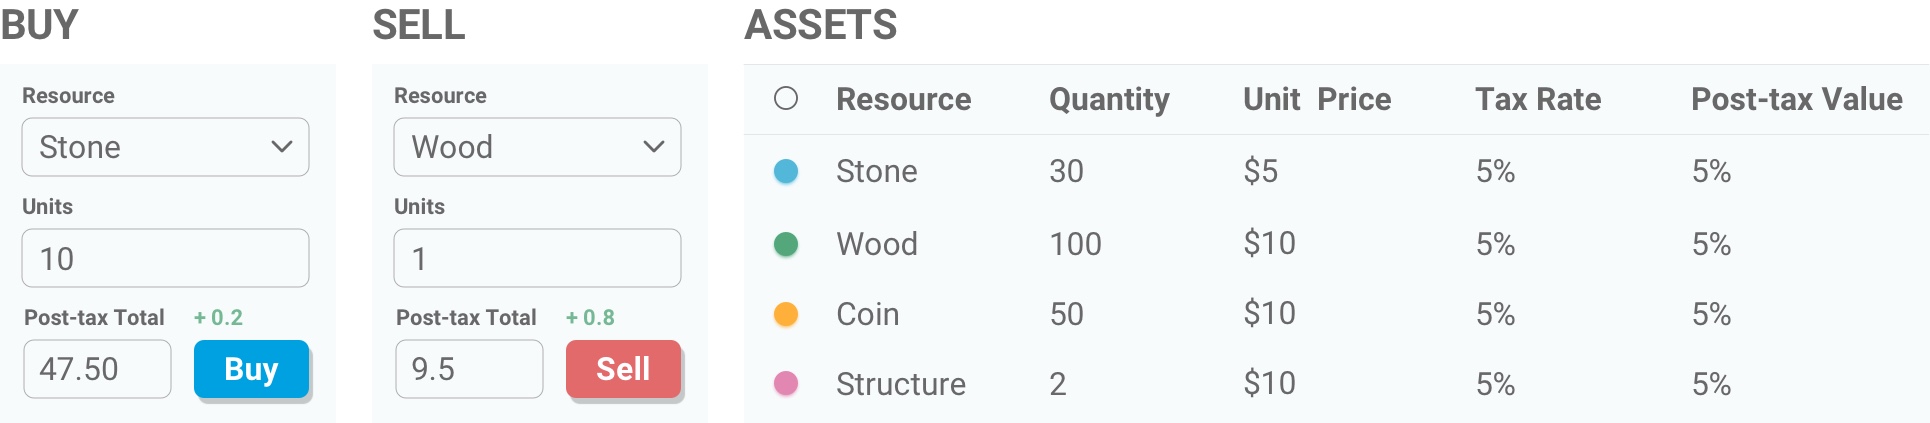 BUY
Resource
Stone
Units
10
Post-tax Total + 0.2
47.50 Buy
SELL
Resource
Wood
Units
1
Post-tax Total + 0.8
9.5 Sell
ASSETS
Resource Quantity Unit Price Tax Rate Post-tax Value
Stone 30 $5 5% 5%
Wood 100 $10 5% 5%
Coin 50 $10 5% 5%
Structure 2 $10 5% 5%